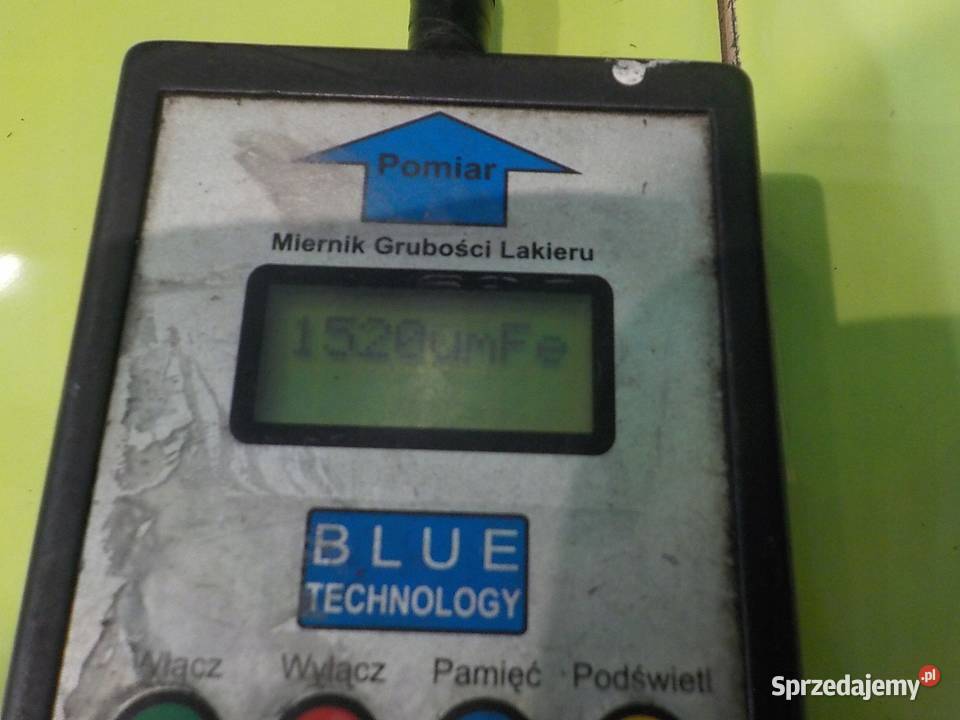 Pomiar
Miernik Grubości Lakieru
1520umFe
BLUE
TECHNOLOGY
Włącz Wyłącz Pamięć Podświetl
Sprzedajemy.pl